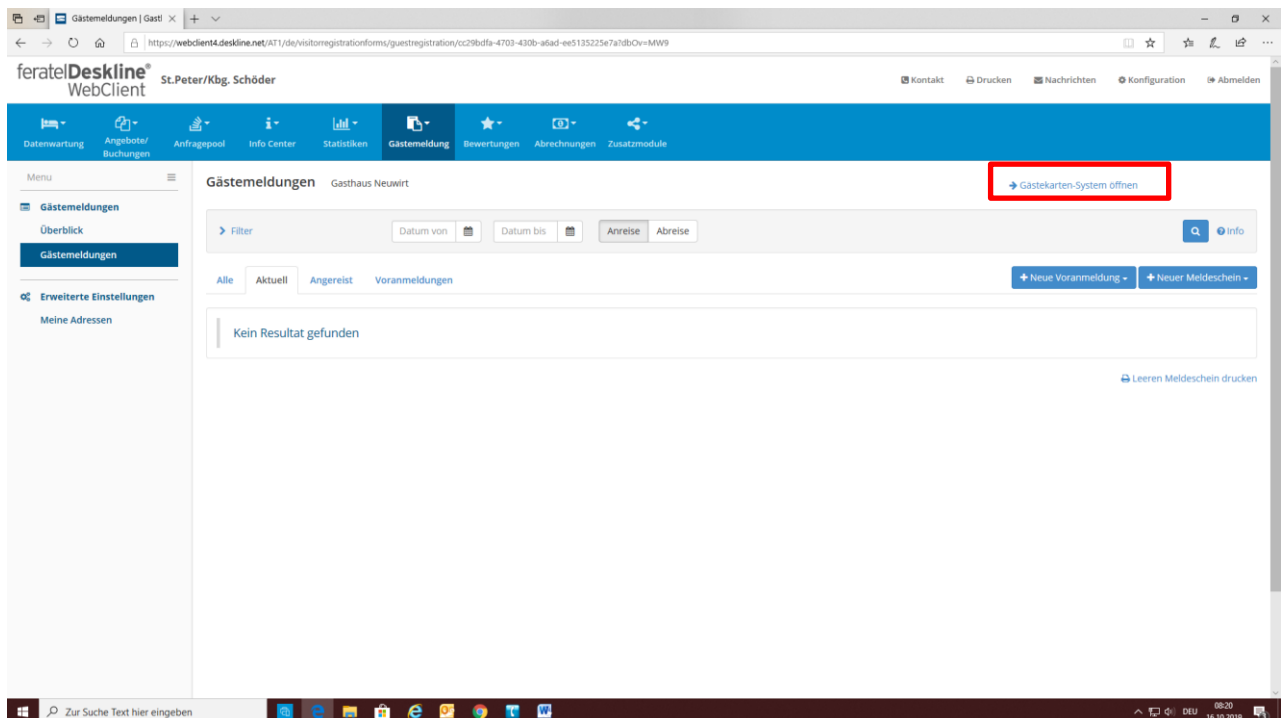 Gästemeldungen | Gastl
https://webclient4.deskline.net/AT1/de/visitorregistrationforms/guestregistration/cc29bdfa-4703-430b-a6ad-ee5135225e7a?dbOv=MW9
feratelDeskline®
WebClient
St.Peter/Kbg. Schöder
Kontakt Drucken Nachrichten Konfiguration Abmelden
Datenwartung Angebote/ Buchungen Anfragepool Info Center Statistiken Gästemeldung Bewertungen Abrechnungen Zusatzmodule
Menu
Gästemeldungen Gasthaus Neuwirt
Gästekarten-System öffnen
Gästemeldungen
Überblick
Gästemeldungen
Erweiterte Einstellungen
Meine Adressen
Filter Datum von Datum bis Anreise Abreise Info
Alle Aktuell Angereist Voranmeldungen
Neue Voranmeldung Neuer Meldeschein
Kein Resultat gefunden
Leeren Meldeschein drucken
Zur Suche Text hier eingeben
DEU
08:20
16.10.2019